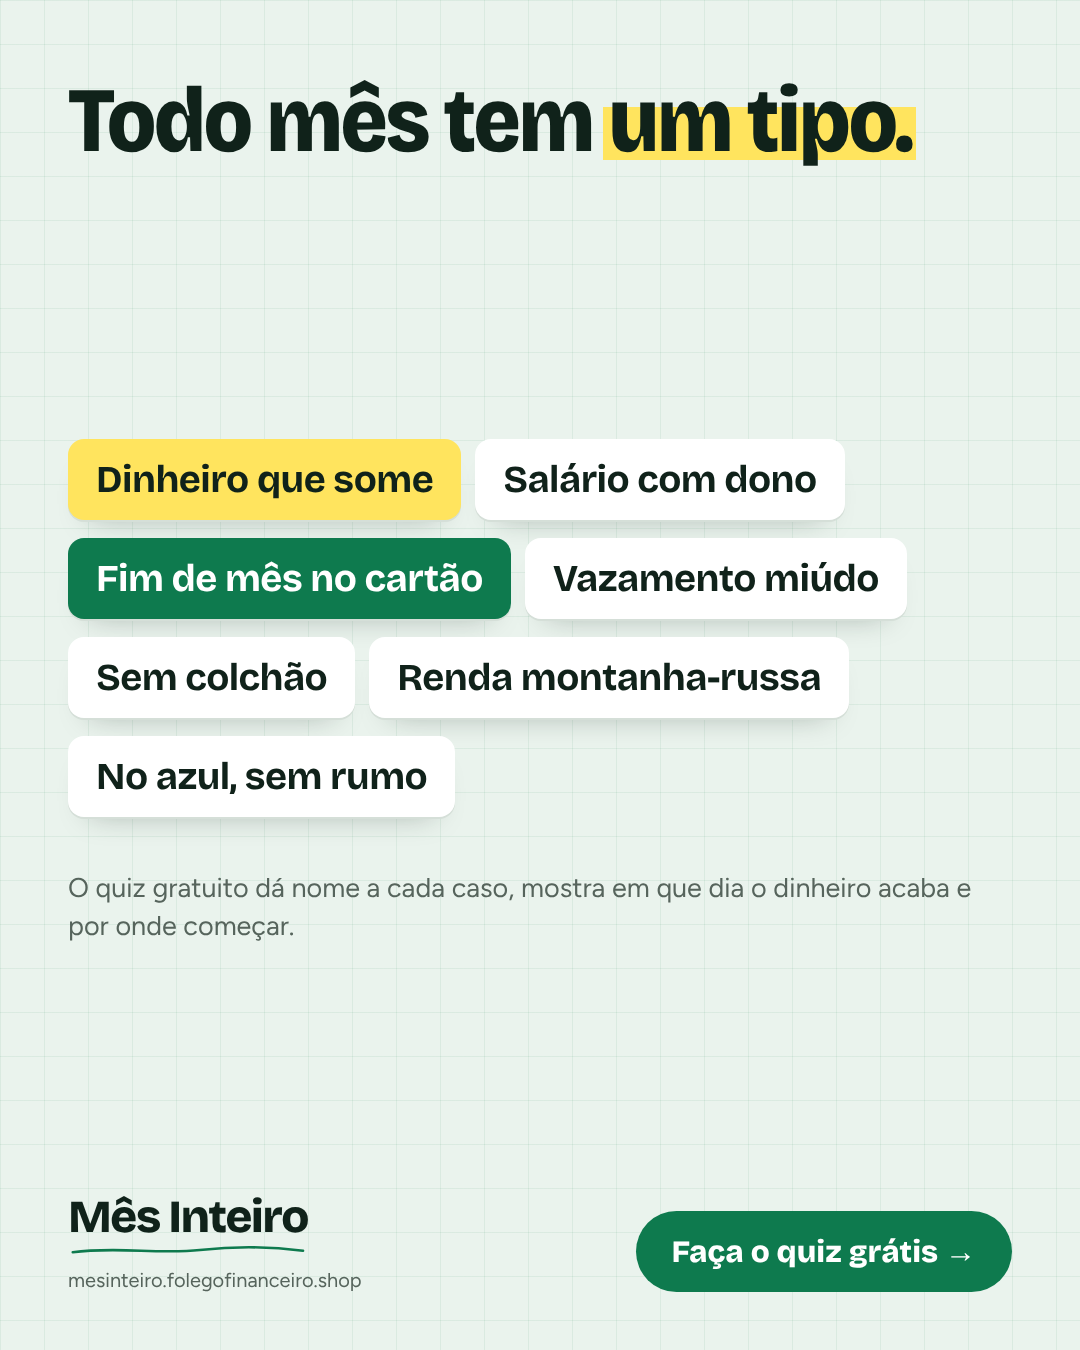 Todo mês tem um tipo.
Dinheiro que some
Salário com dono
Fim de mês no cartão
Vazamento miúdo
Sem colchão
Renda montanha-russa
No azul, sem rumo
O quiz gratuito dá nome a cada caso, mostra em que dia o dinheiro acaba e
por onde começar.
Mês Inteiro
mesinteiro.folegofinanceiro.shop
Faça o quiz grátis →